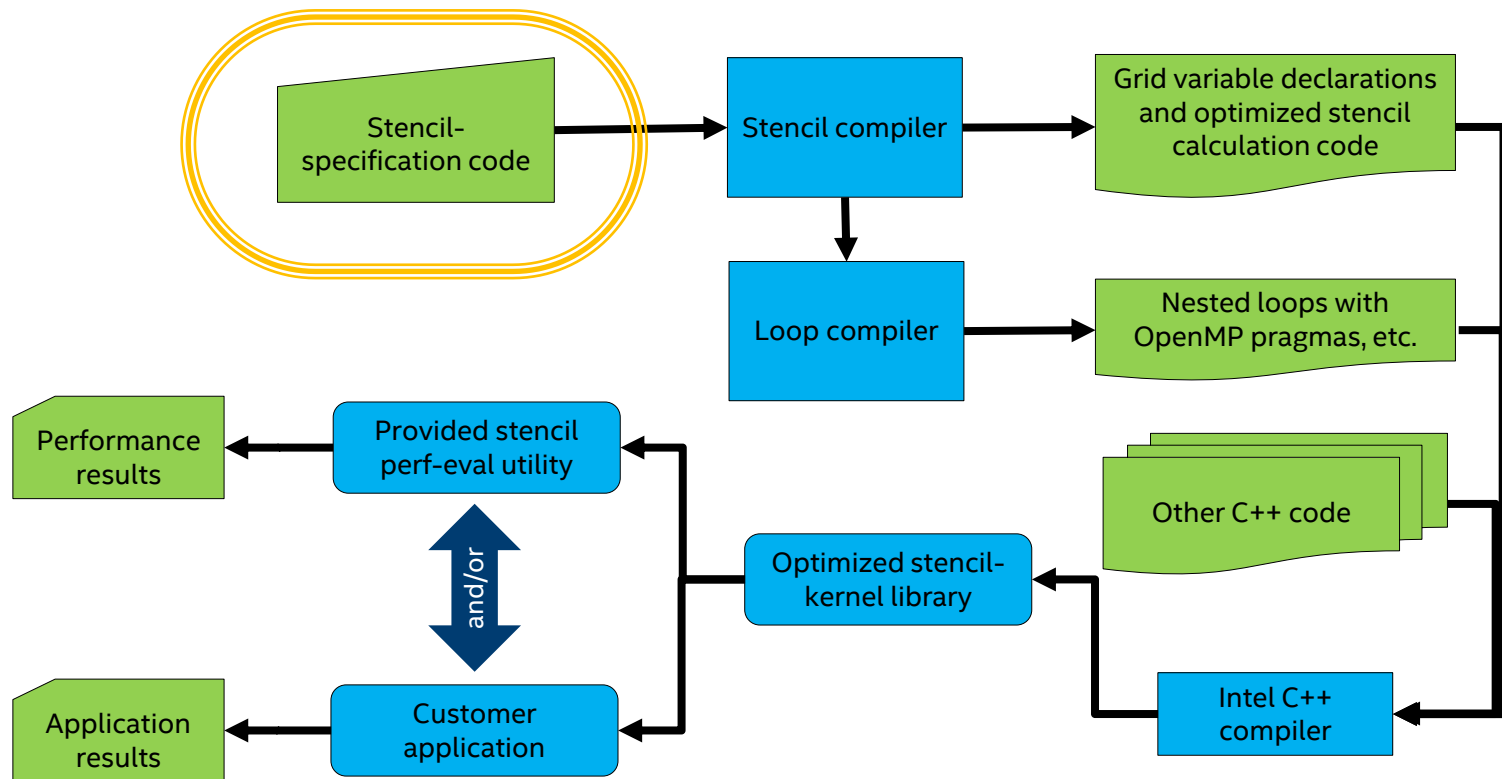 Stencil-
specification code
Stencil compiler
Grid variable declarations
and optimized stencil
calculation code
Loop compiler
Nested loops with
OpenMP pragmas, etc.
Performance
results
Provided stencil
perf-eval utility
Other C++ code
and/or
Optimized stencil-
kernel library
Application
results
Customer
application
Intel C++
compiler